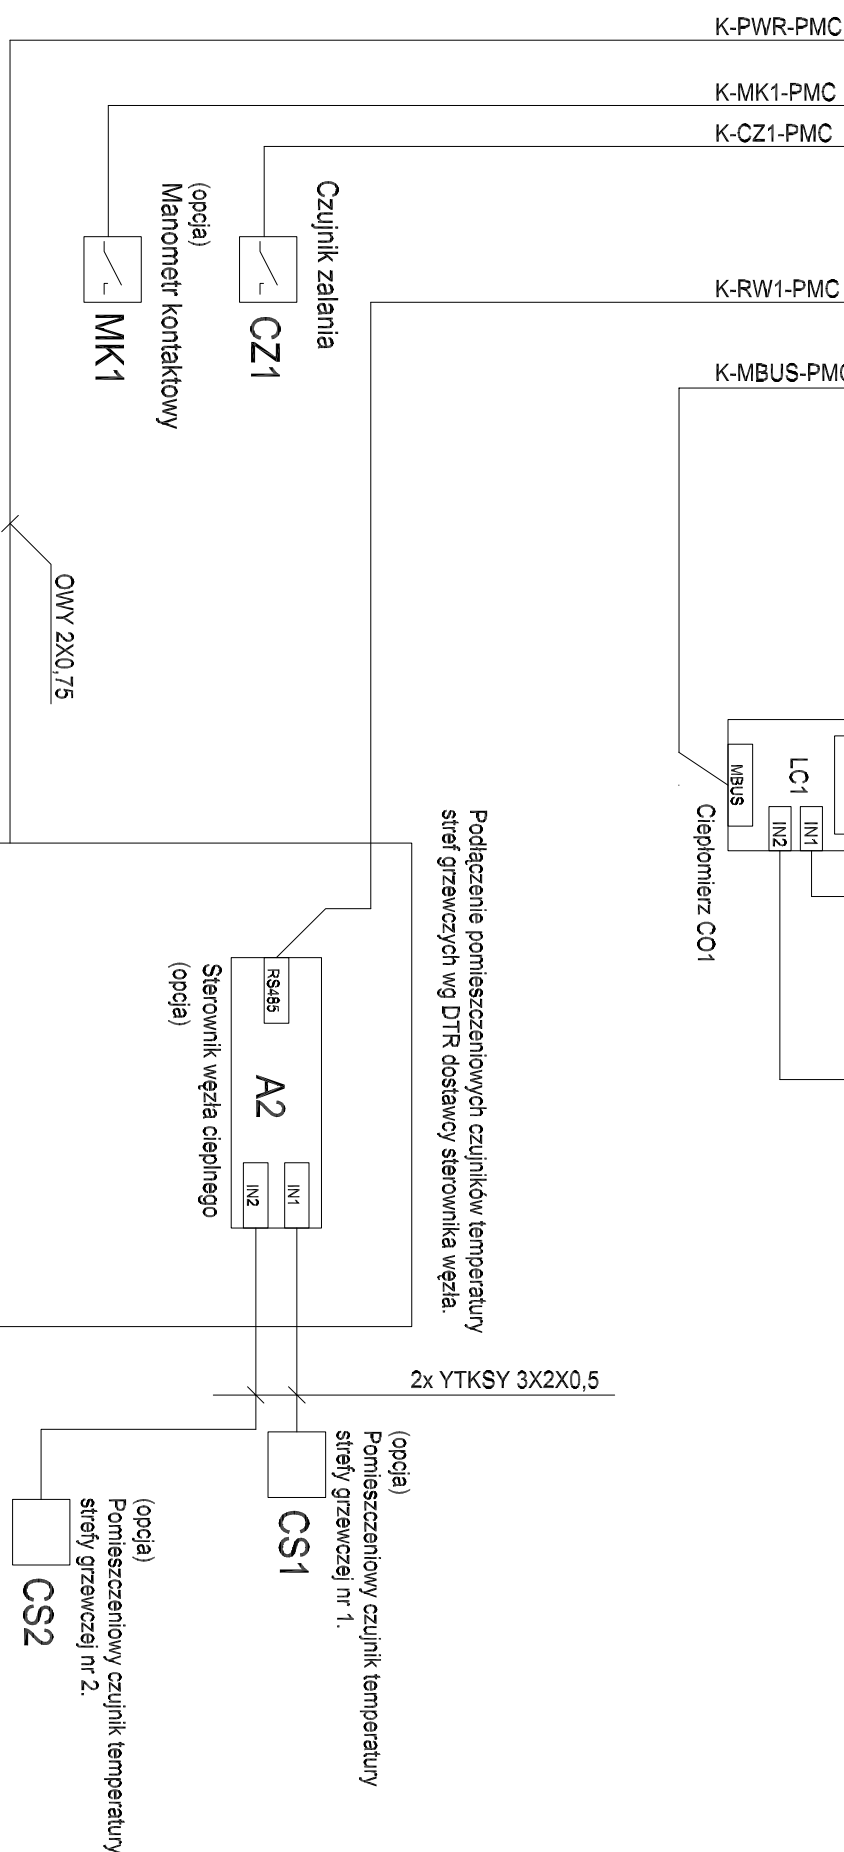 K-PWR-PMC
K-MK1-PMC
K-CZ1-PMC
Czujnik zalania
CZ1
(opcja)
Manometr kontaktowy
MK1
K-RW1-PMC
K-MBUS-PMC
OWY 2X0,75
LC1
MBUS
IN1
IN2
Ciepłomierz CO1
Podłączenie pomieszczeniowych czujników temperatury
stref grzewczych wg DTR dostawcy sterownika węzła.
RS485
A2
IN1
IN2
Sterownik węzła cieplnego
(opcja)
2x YTKSY 3X2X0,5
(opcja)
Pomieszczeniowy czujnik temperatury
strefy grzewczej nr 1.
CS1
(opcja)
Pomieszczeniowy czujnik temperatury
strefy grzewczej nr 2.
CS2